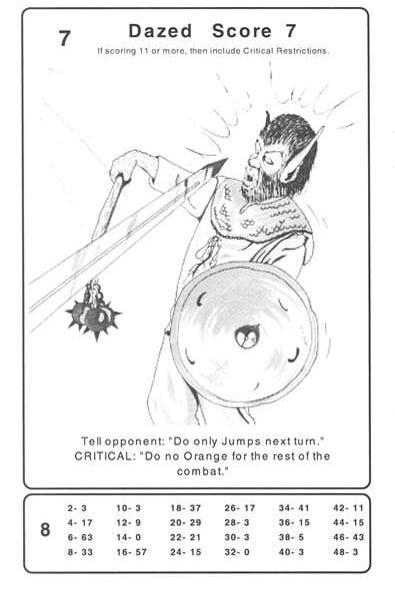 7
Dazed Score 7
If scoring 11 or more, then include Critical Restrictions.
Tell opponent: "Do only Jumps next turn."
CRITICAL: "Do no Orange for the rest of the
combat."
8
2- 3 10- 3 18- 37 26- 17 34- 41 42- 11
4- 17 12- 9 20- 29 28- 3 36- 15 44- 15
6- 63 14- 0 22- 21 30- 3 38- 5 46- 43
8- 33 16- 57 24- 15 32- 0 40- 3 48- 3